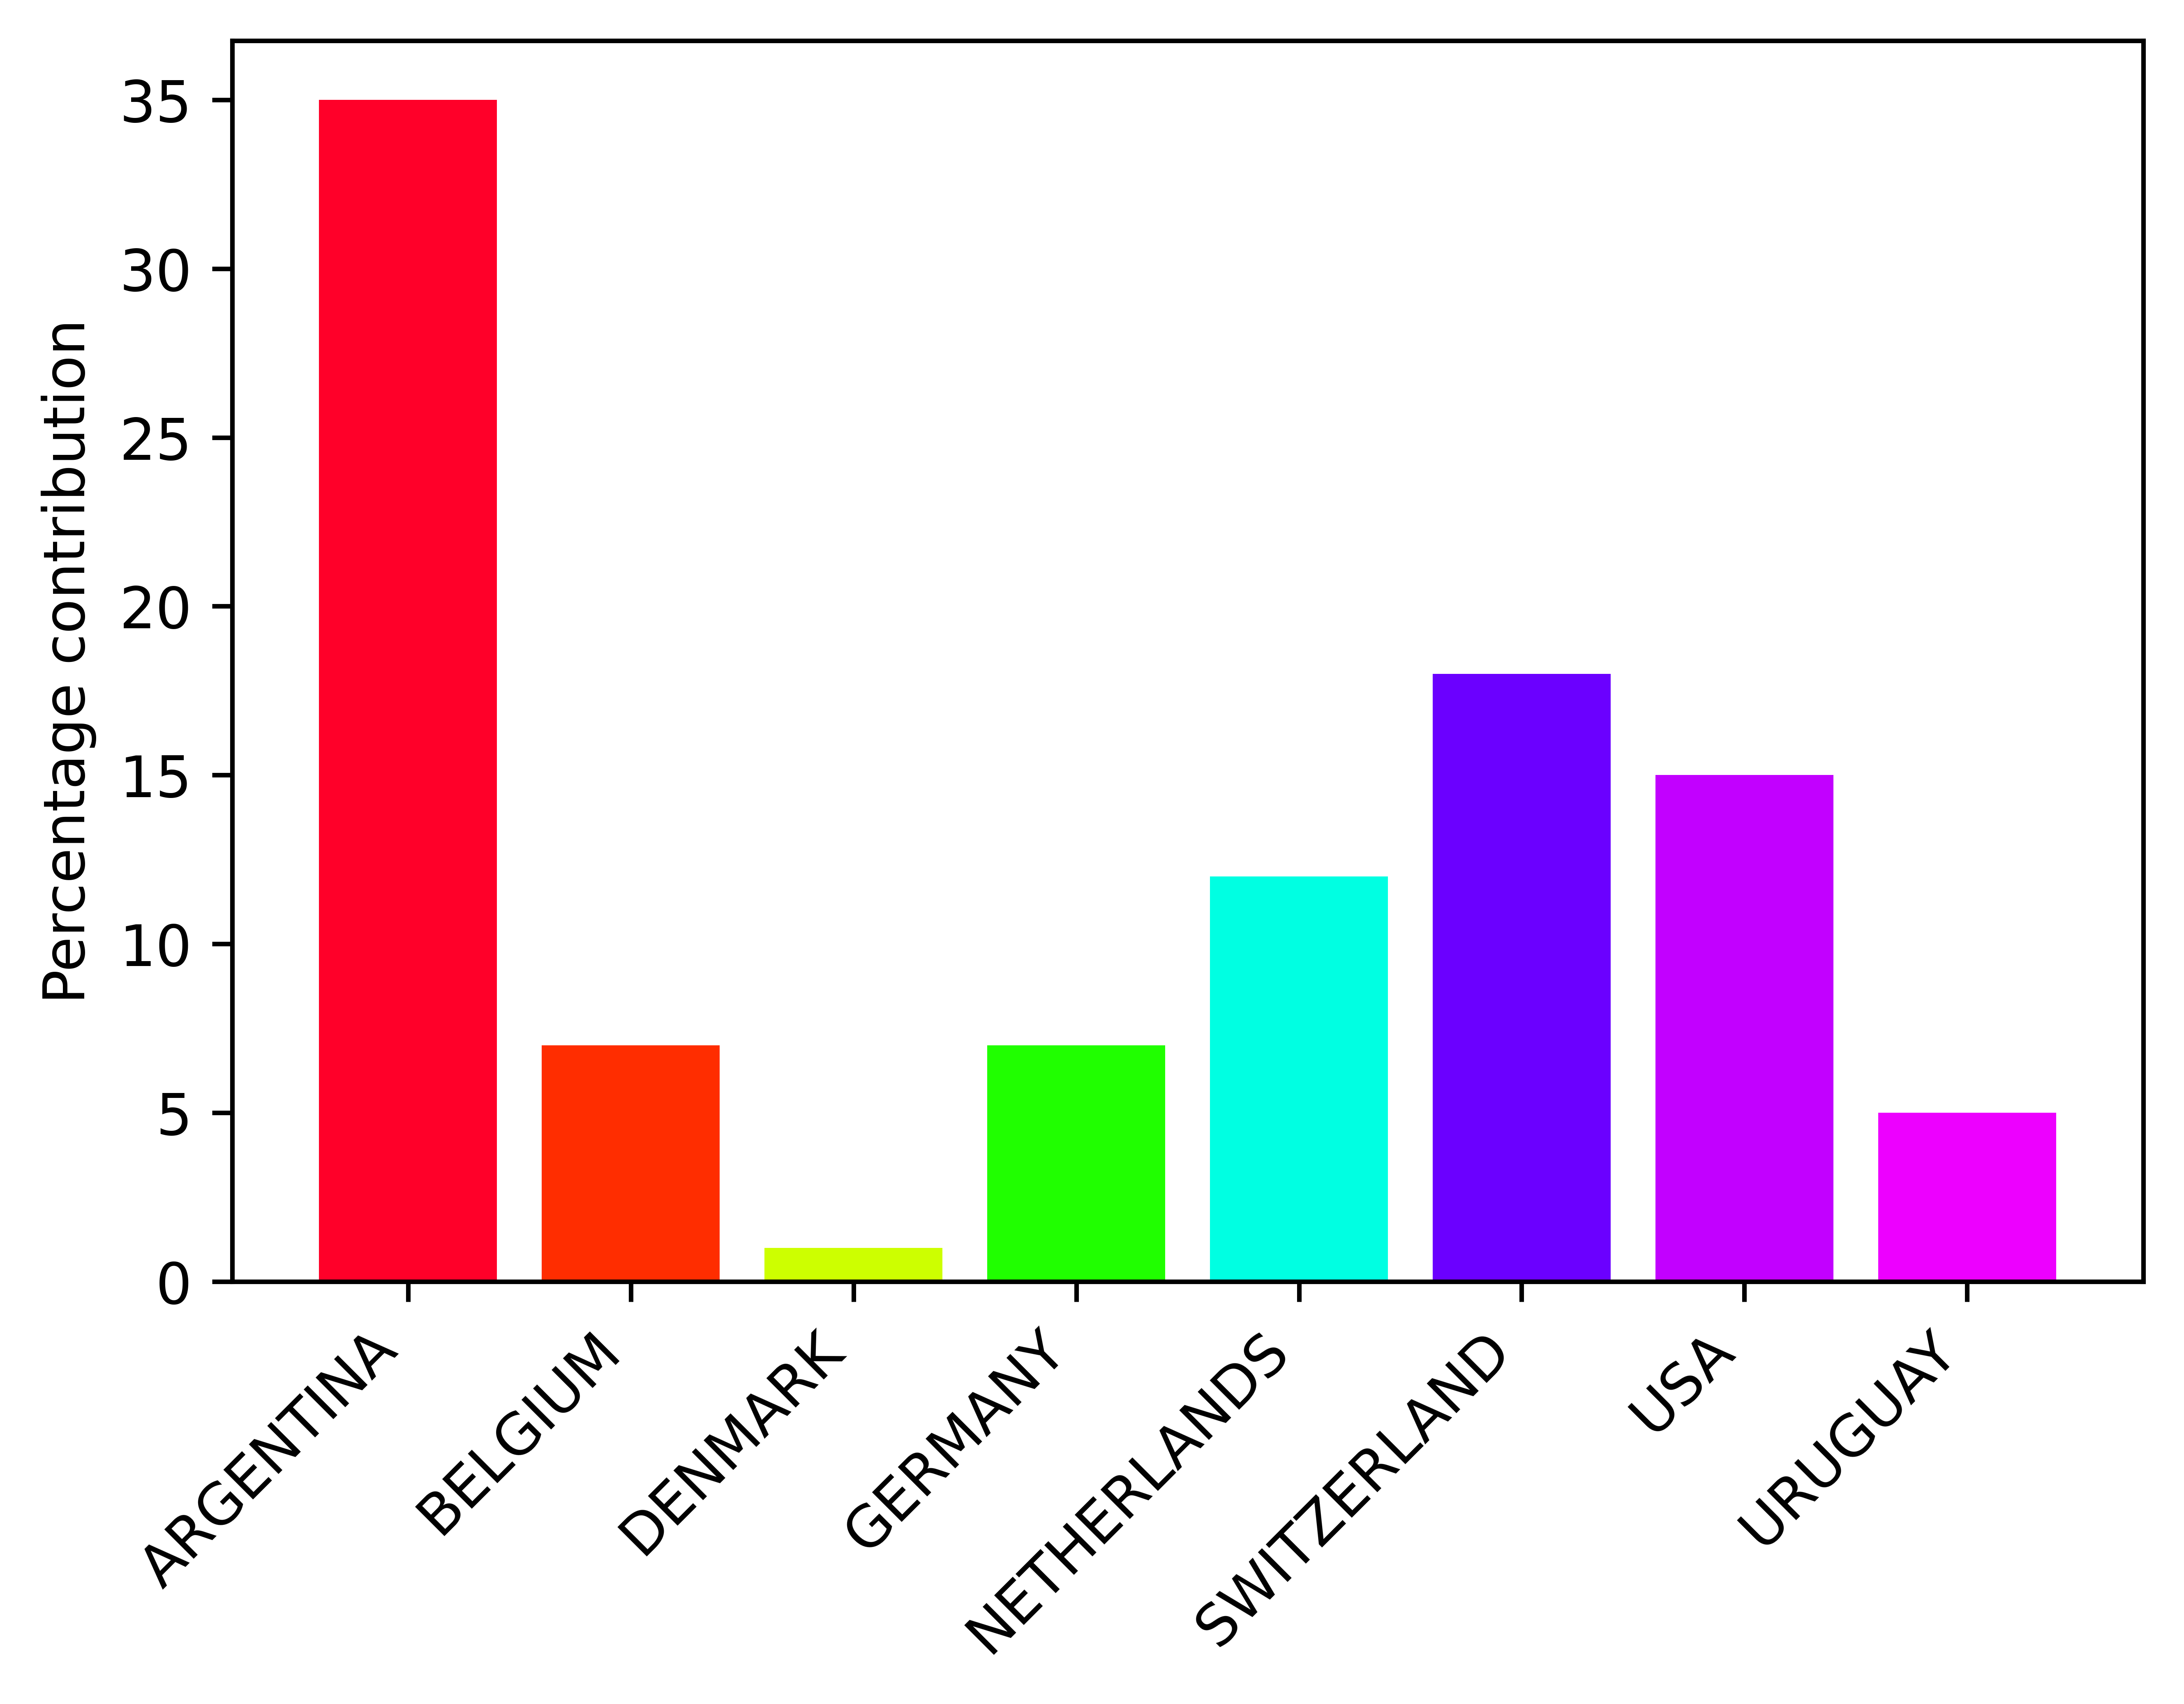 Percentage contribution
35
30
25
20
15
10
5
0
ARGENTINA
BELGIUM
DENMARK
GERMANY
NETHERLANDS
SWITZERLAND
USA
URUGUAY